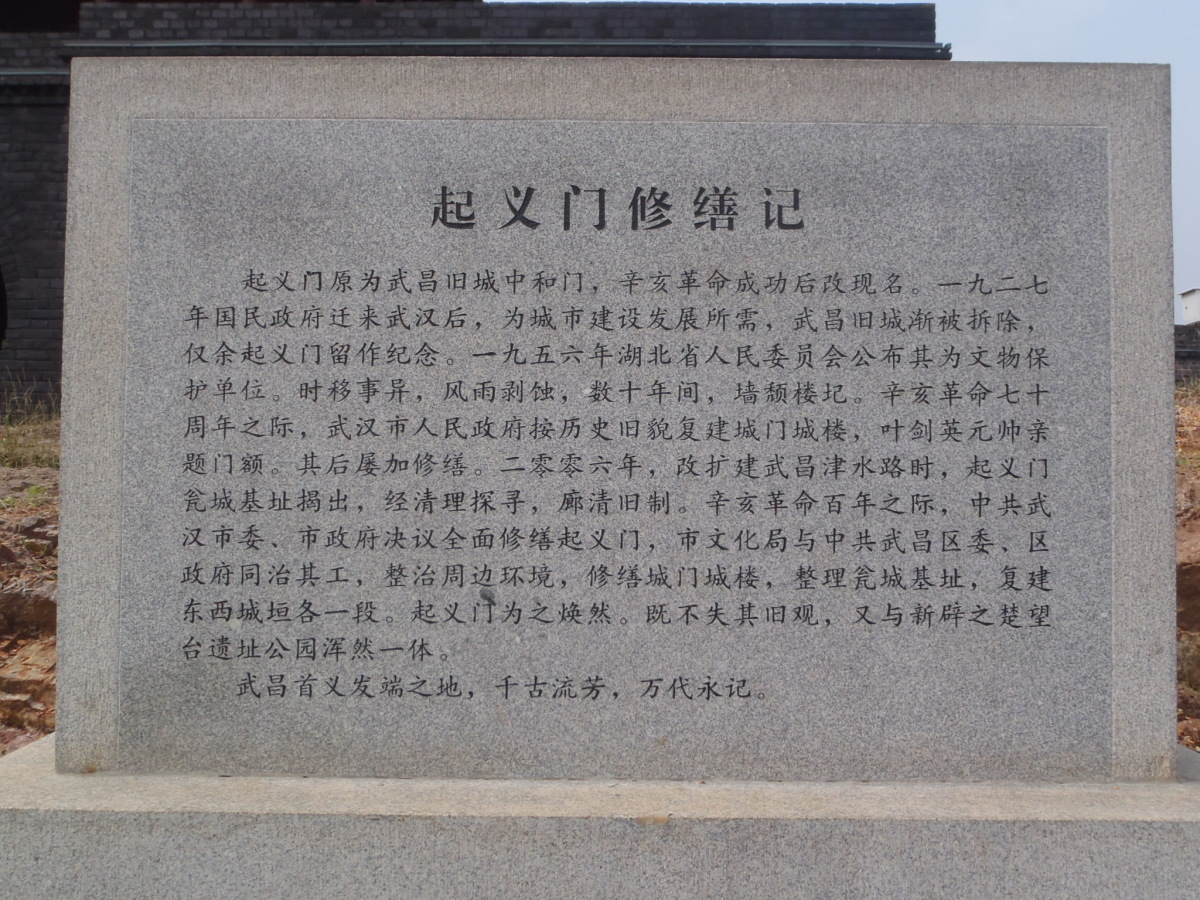 起义门修缮记
起义门原为武昌旧城中和门，辛亥革命成功后改现名。一九二七
年国民政府迁来武汉后，为城市建设发展所需，武昌旧城渐被拆除，
仅余起义门留作纪念。一九五六年湖北省人民委员会公布其为文物保
护单位。时移事异，风雨剥蚀，数十年间，墙颓楼圮。辛亥革命七十
周年之际，武汉市人民政府按历史旧貌复建城门城楼，叶剑英元帅亲
题门额。其后屡加修缮。二零零六年，改扩建武昌津水路时，起义门
瓮城基址揭出，经清理探寻，廓清旧制。辛亥革命百年之际，中共武
汉市委、市政府决议全面修缮起义门，市文化局与中共武昌区委、区
政府同治其工，整治周边环境，修缮城门城楼，整理瓮城基址，复建
东西城垣各一段。起义门为之焕然。既不失其旧观，又与新辟之楚望
台遗址公园浑然一体。
武昌首义发端之地，千古流芳，万代永记。